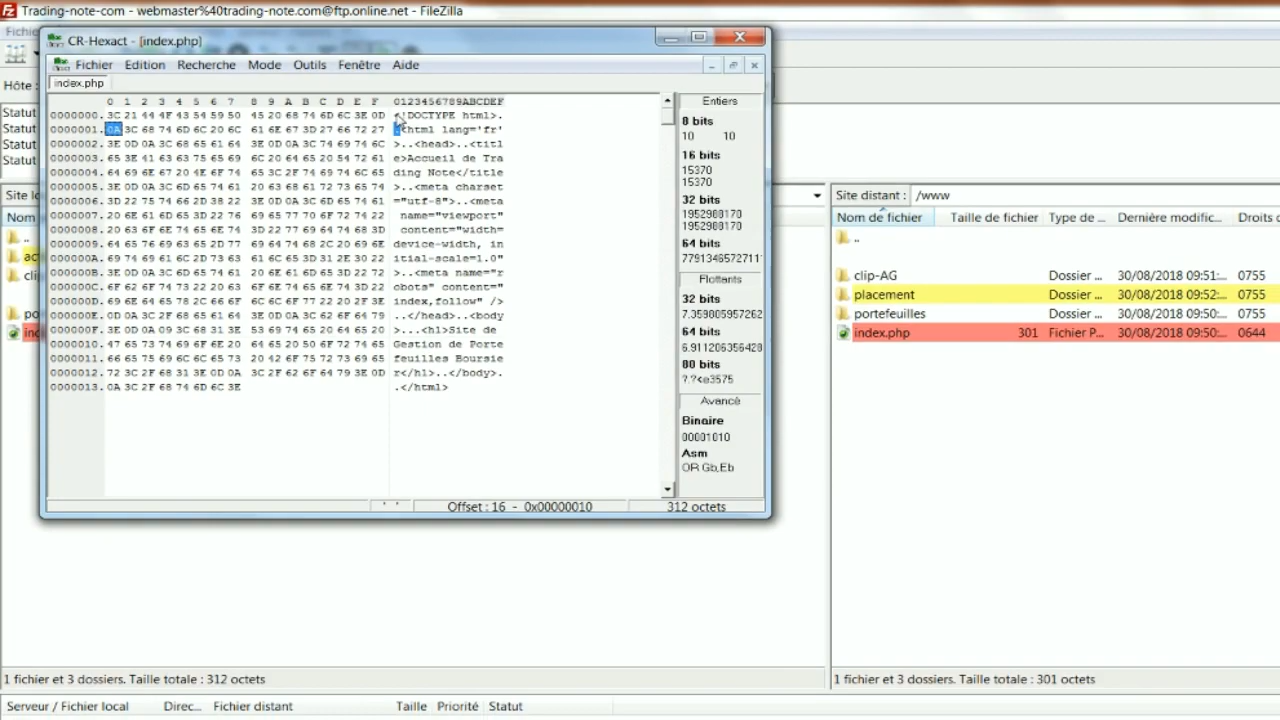 Trading-note-com - webmaster%40trading-note.com@ftp.online.net - FileZilla
Fichie
CR-Hexact - [index.php]
Fichier Edition Recherche Mode Outils Fenêtre Aide
Hôte :
index.php
0 1 2 3 4 5 6 7 8 9 A B C D E F 0123456789ABCDEF
0000000. 3C 21 44 4F 43 54 59 50 45 20 68 74 6D 6C 3E 0D <!DOCTYPE html>.
0000001. 0A 3C 68 74 6D 6C 20 6C 61 6E 67 3D 27 66 72 27 .<html lang='fr'
0000002. 3E 0D 0A 3C 68 65 61 64 3E 0D 0A 3C 74 69 74 6C >..<head>..<titl
0000003. 65 3E 41 63 63 75 65 69 6C 20 64 65 20 54 72 61 e>Accueil de Tra
0000004. 64 69 6E 67 20 4E 6F 74 65 3C 2F 74 69 74 6C 65 ding Note</title
0000005. 3E 0D 0A 3C 6D 65 74 61 20 63 68 61 72 73 65 74 >..<meta charset
0000006. 3D 22 75 74 66 2D 38 22 3E 0D 0A 3C 6D 65 74 61 ="utf-8">..<meta
0000007. 20 6E 61 6D 65 3D 22 76 69 65 77 70 6F 72 74 22 name="viewport"
0000008. 20 63 6F 6E 74 65 6E 74 3D 22 77 69 64 74 68 3D content="width=
0000009. 64 65 76 69 63 65 2D 77 69 64 74 68 2C 20 69 6E device-width, in
000000A. 69 74 69 61 6C 2D 73 63 61 6C 65 3D 31 2E 30 22 itial-scale=1.0"
000000B. 3E 0D 0A 3C 6D 65 74 61 20 6E 61 6D 65 3D 22 72 >..<meta name="r
000000C. 6F 62 6F 74 73 22 20 63 6F 6E 74 65 6E 74 3D 22 obots" content="
000000D. 69 6E 64 65 78 2C 66 6F 6C 6C 6F 77 22 20 2F 3E index,follow" />
000000E. 0D 0A 3C 2F 68 65 61 64 3E 0D 0A 3C 62 6F 64 79 ..</head>..<body
000000F. 3E 0D 0A 09 3C 68 31 3E 53 69 74 65 20 64 65 20 >...<h1>Site de
0000010. 47 65 73 74 69 6F 6E 20 64 65 20 50 6F 72 74 65 Gestion de Porte
0000011. 66 65 75 69 6C 6C 65 73 20 42 6F 75 72 73 69 65 feuilles Boursie
0000012. 72 3C 2F 68 31 3E 0D 0A 3C 2F 62 6F 64 79 3E 0D r</h1>..</body>.
0000013. 0A 3C 2F 68 74 6D 6C 3E .</html>
Entiers
8 bits
10 10
16 bits
15370
15370
32 bits
1952988170
1952988170
64 bits
7791346572711
Flottants
32 bits
7.359805957262
64 bits
6.911206356428
80 bits
?.?<e3575
Avancé
Binaire
00001010
Asm
OR Gb,Eb
Offset : 16 - 0x00000010 312 octets
Statut
Statut
Statut
Statut
Site lo
Nom
..
ac
clip
po
inc
Site distant : /www
Nom de fichier Taille de fichier Type de ... Dernière modific... Droits d
..
clip-AG Dossier ... 30/08/2018 09:51:... 0755
placement Dossier ... 30/08/2018 09:52:... 0755
portefeuilles Dossier ... 30/08/2018 09:50:... 0755
index.php 301 Fichier P... 30/08/2018 09:50:... 0644
1 fichier et 3 dossiers. Taille totale : 312 octets
1 fichier et 3 dossiers. Taille totale : 301 octets
Serveur / Fichier local Direc... Fichier distant Taille Priorité Statut